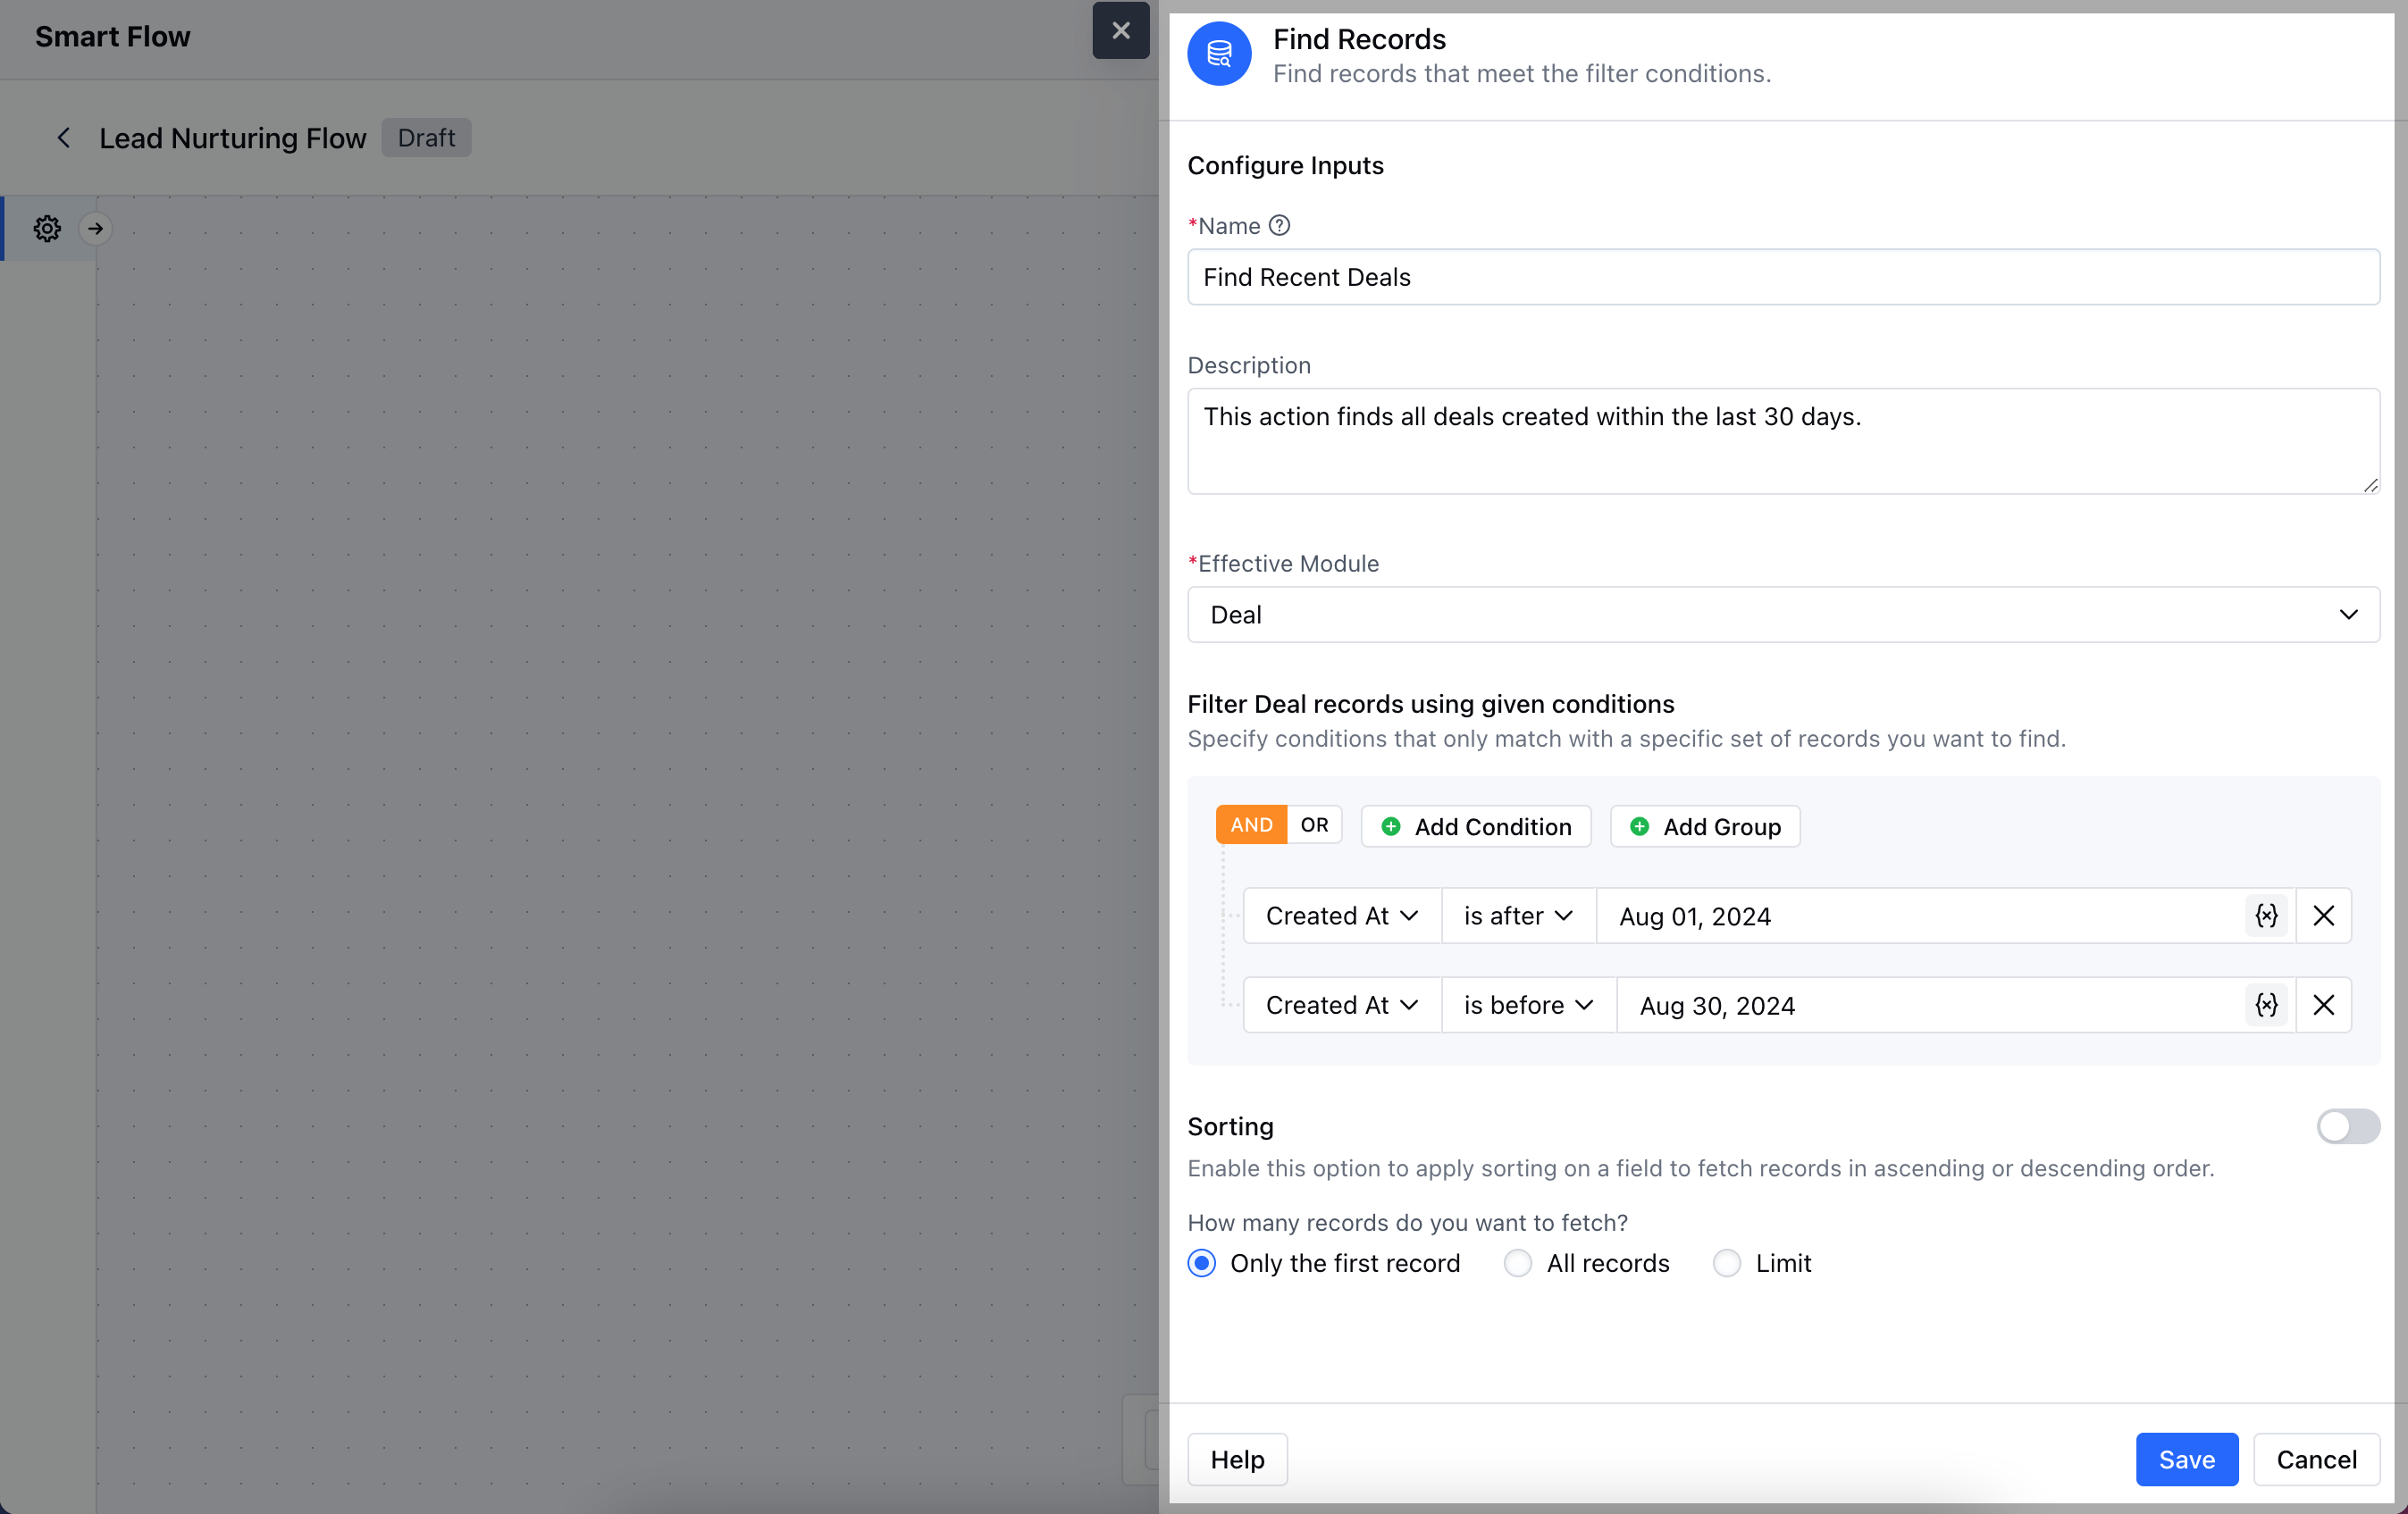 Smart Flow
Lead Nurturing Flow Draft
Find Records
Find records that meet the filter conditions.
Configure Inputs
*Name
Find Recent Deals
Description
This action finds all deals created within the last 30 days.
*Effective Module
Deal
Filter Deal records using given conditions
Specify conditions that only match with a specific set of records you want to find.
AND OR Add Condition Add Group
Created At is after Aug 01, 2024 {x}
Created At is before Aug 30, 2024 {x}
Sorting
Enable this option to apply sorting on a field to fetch records in ascending or descending order.
How many records do you want to fetch?
Only the first record All records Limit
Help Save Cancel